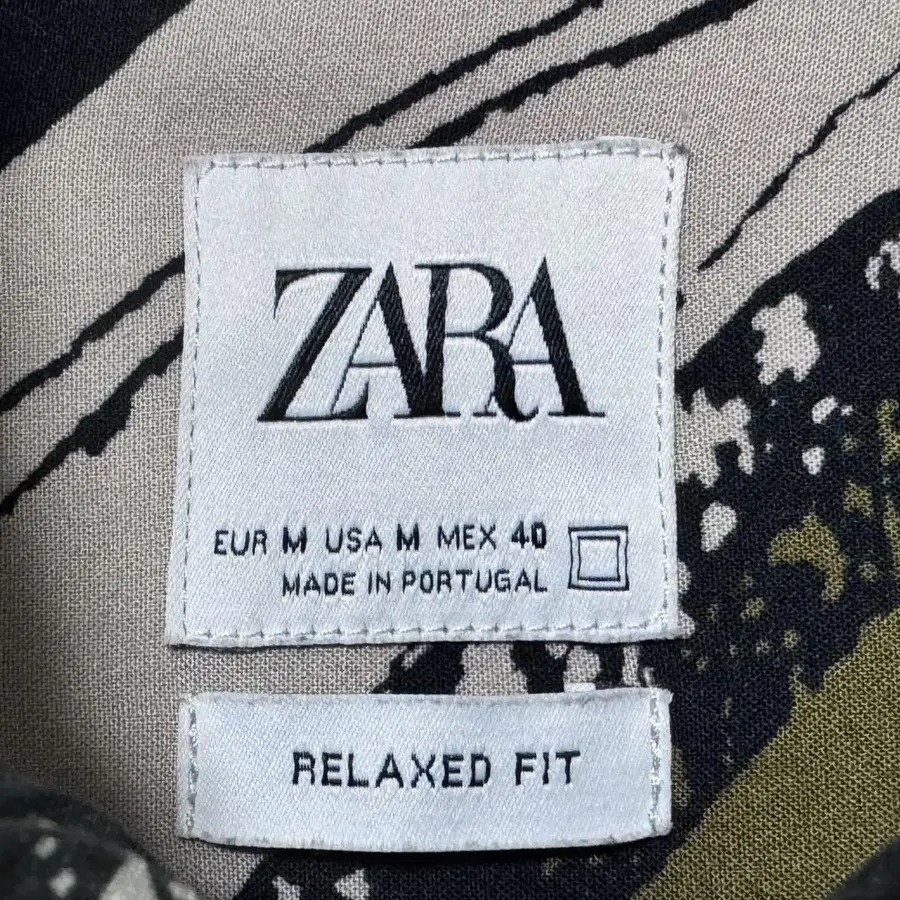 ZARA
EUR M USA M MEX 40
MADE IN PORTUGAL
RELAXED FIT